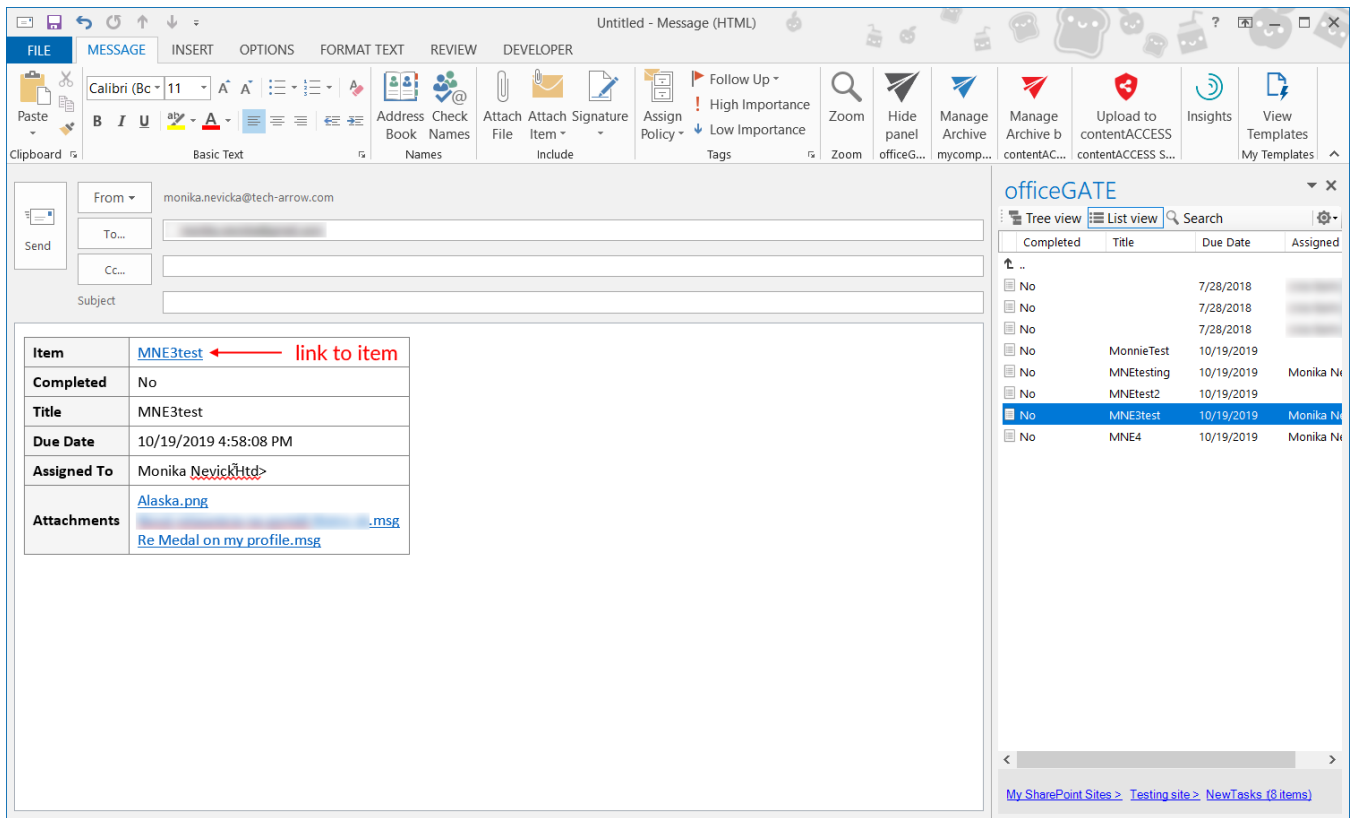 Untitled - Message (HTML)
?
FILE MESSAGE INSERT OPTIONS FORMAT TEXT REVIEW DEVELOPER
Paste
Calibri (Bc 11 A A
B I U aby A
Address Book
Check Names
Attach File
Attach Item
Signature
Assign Policy
Follow Up
! High Importance
Low Importance
Zoom
Hide panel
Manage Archive
Manage Archive b
Upload to contentACCESS
Insights
View Templates
Clipboard Basic Text Names Include Tags Zoom officeG... mycomp... contentAC... contentACCESS S... My Templates
Send
From monika.nevicka@tech-arrow.com
To...
Cc...
Subject
Item MNE3test link to item
Completed No
Title MNE3test
Due Date 10/19/2019 4:58:08 PM
Assigned To Monika NevickHtd>
Attachments Alaska.png
.msg
Re Medal on my profile.msg
officeGATE
Tree view List view Search
Completed Title Due Date Assigned
..
No 7/28/2018
No 7/28/2018
No 7/28/2018
No MonnieTest 10/19/2019
No MNEtesting 10/19/2019 Monika Ne
No MNEtest2 10/19/2019
No MNE3test 10/19/2019 Monika Ne
No MNE4 10/19/2019 Monika Ne
My SharePoint Sites > Testing site > NewTasks (8 items)